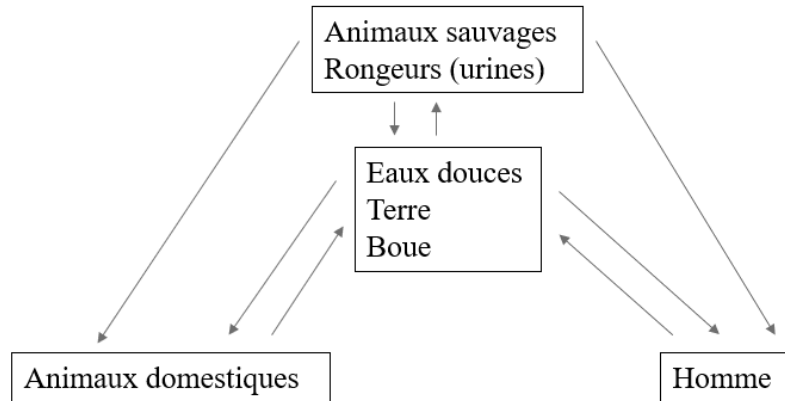 Animaux sauvages
Rongeurs (urines)
Eaux douces
Terre
Boue
Animaux domestiques
Homme